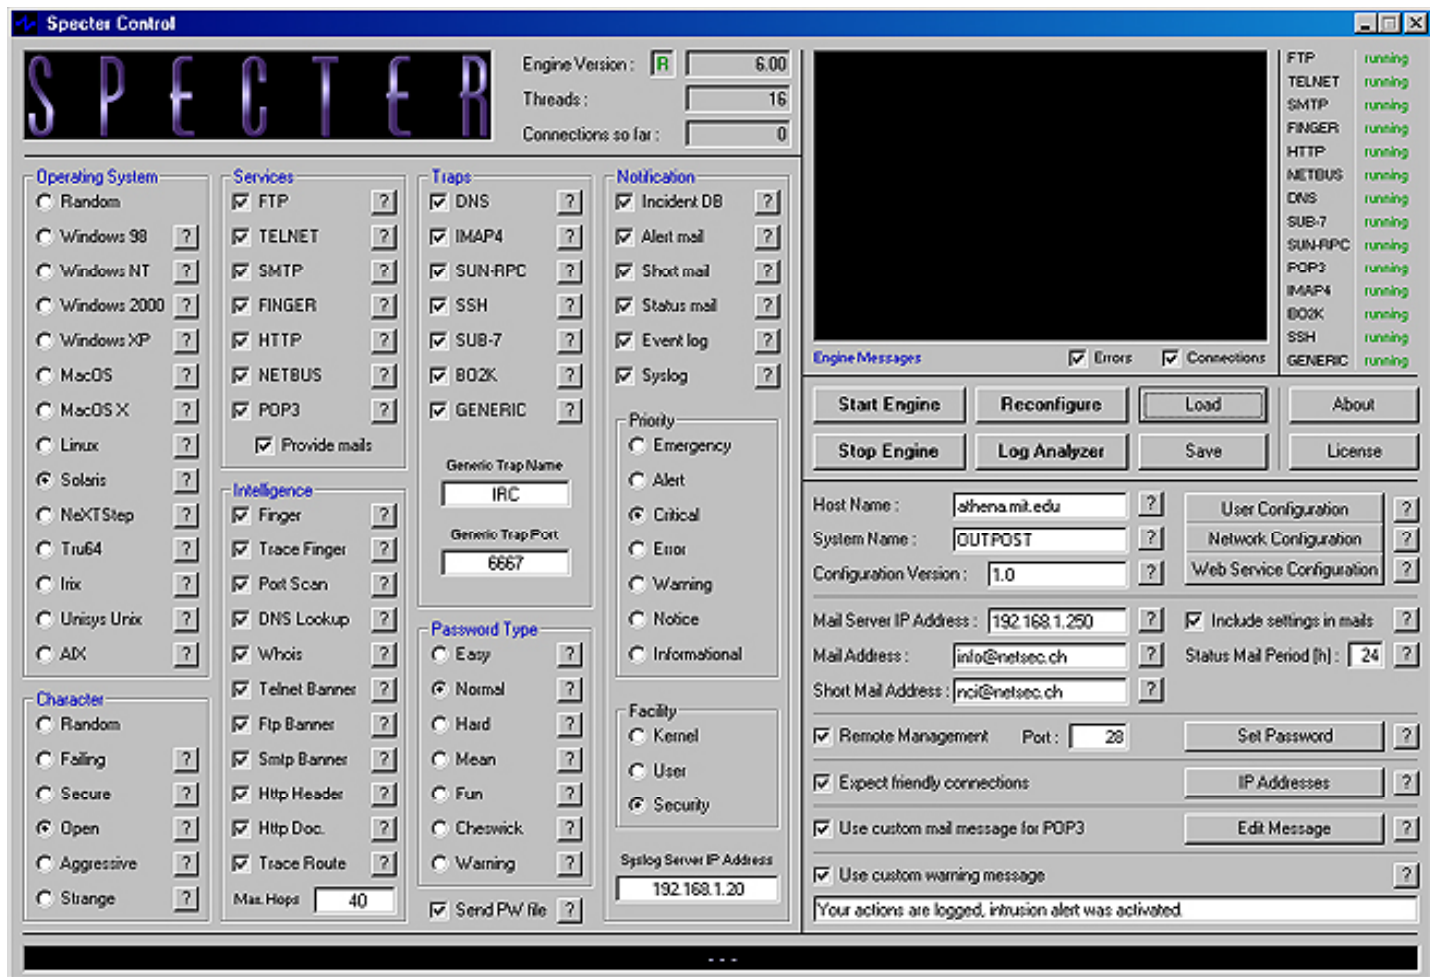 Specter Control
SPECTER
Engine Version : R 6.00
Threads : 16
Connections so far : 0
Operating System
Random
Windows 98 ?
Windows NT ?
Windows 2000 ?
Windows XP ?
MacOS ?
MacOS X ?
Linux ?
Solaris ?
NeXTStep ?
Tru64 ?
Irix ?
Unisys Unix ?
AIX ?
Character
Random
Failing ?
Secure ?
Open ?
Aggressive ?
Strange ?
Services
FTP ?
TELNET ?
SMTP ?
FINGER ?
HTTP ?
NETBUS ?
POP3 ?
Provide mails
Intelligence
Finger ?
Trace Finger ?
Port Scan ?
DNS Lookup ?
Whois ?
Telnet Banner ?
Ftp Banner ?
Smtp Banner ?
Http Header ?
Http Doc. ?
Trace Route ?
Max. Hops 40
Traps
DNS ?
IMAP4 ?
SUN-RPC ?
SSH ?
SUB-7 ?
BO2K ?
GENERIC ?
Generic Trap Name
IRC
Generic Trap Port
6667
Password Type
Easy ?
Normal ?
Hard ?
Mean ?
Fun ?
Cheswick ?
Warning ?
Send PW file ?
Notification
Incident DB ?
Alert mail ?
Short mail ?
Status mail ?
Event log ?
Syslog ?
Priority
Emergency
Alert
Critical
Error
Warning
Notice
Informational
Facility
Kernel
User
Security
Syslog Server IP Address
192.168.1.20
Engine Messages Errors Connections
FTP running
TELNET running
SMTP running
FINGER running
HTTP running
NETBUS running
DNS running
SUB-7 running
SUN-RPC running
POP3 running
IMAP4 running
BO2K running
SSH running
GENERIC running
Start Engine Reconfigure Load About
Stop Engine Log Analyzer Save License
Host Name : athena.mit.edu ? User Configuration ?
System Name : OUTPOST ? Network Configuration ?
Configuration Version : 1.0 ? Web Service Configuration ?
Mail Server IP Address : 192.168.1.250 ? Include settings in mails ?
Mail Address : info@netsec.ch ? Status Mail Period [h] : 24 ?
Short Mail Address : nci@netsec.ch ?
Remote Management Port : 28 Set Password ?
Expect friendly connections IP Addresses ?
Use custom mail message for POP3 Edit Message ?
Use custom warning message ?
Your actions are logged, intrusion alert was activated.
- - -